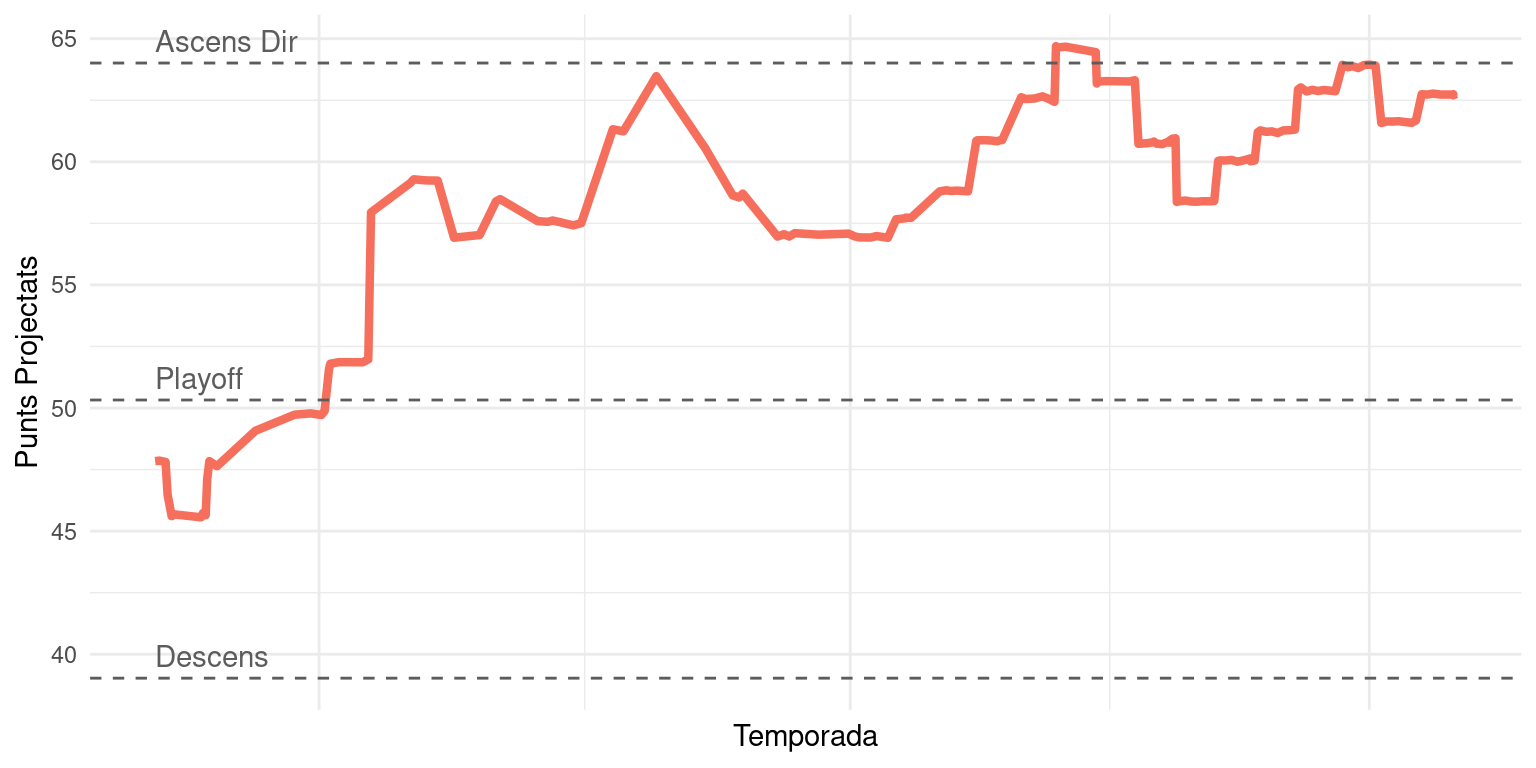 65
Ascens Dir
60
55
Playoff
50
45
Descens
40
Punts Projectats
Temporada